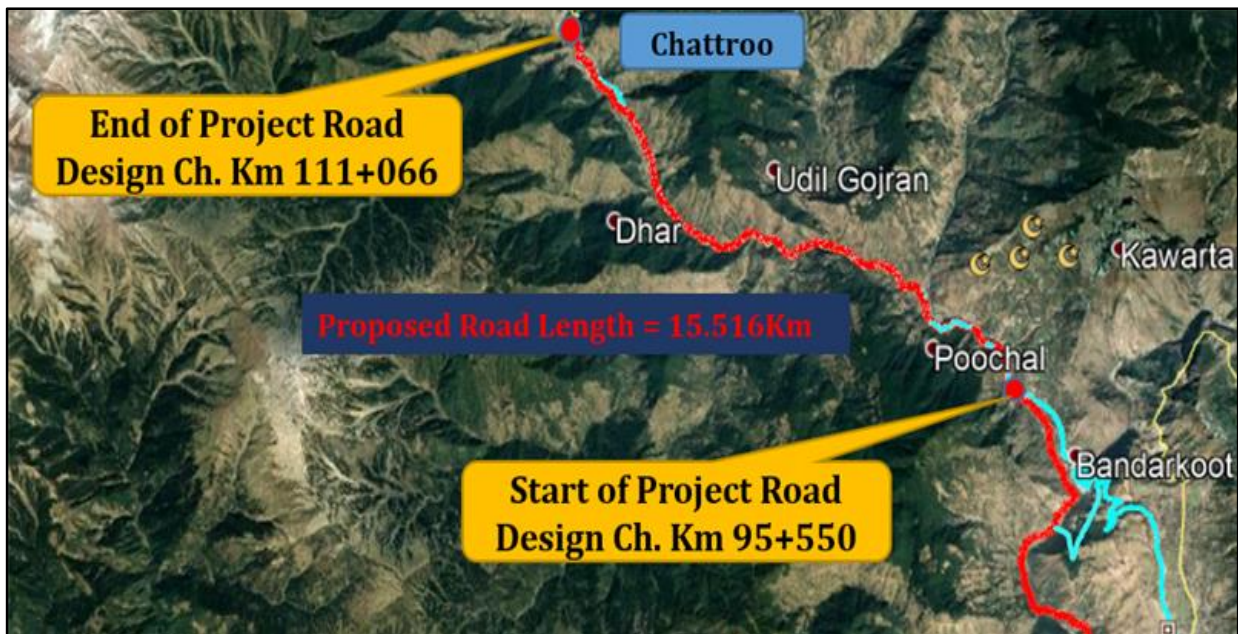 Chattroo
End of Project Road
Design Ch. Km 111+066
Udil Gojran
Dhar
Kawarta
Proposed Road Length = 15.516Km
Poochal
Bandarkoot
Start of Project Road
Design Ch. Km 95+550